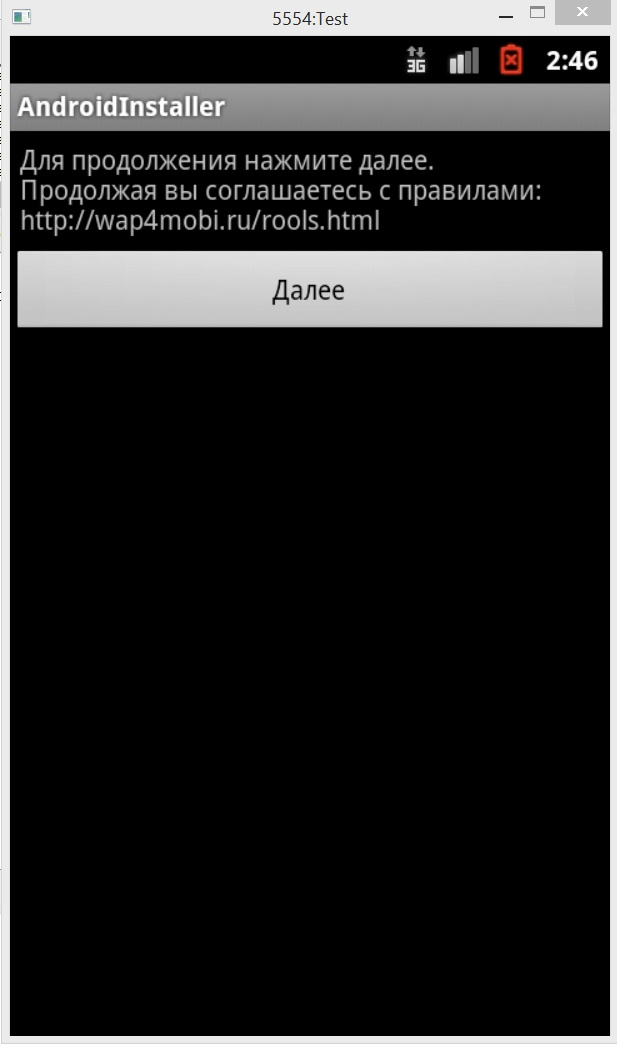 5554:Test
3G 2:46
AndroidInstaller
Для продолжения нажмите далее.
Продолжая вы соглашаетесь с правилами:
http://wap4mobi.ru/rools.html
Далее